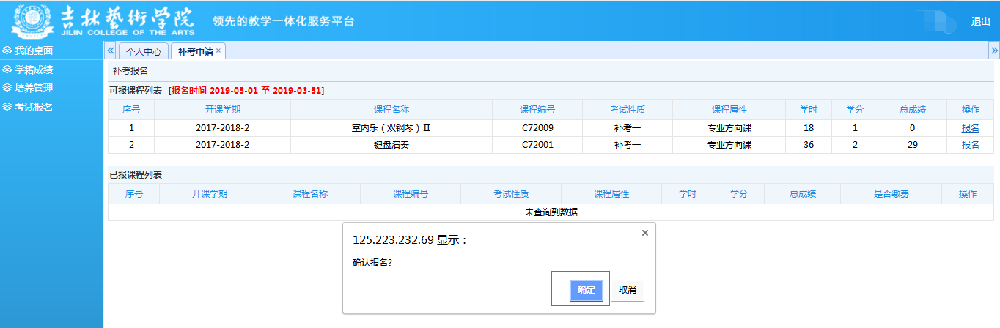 吉林藝術学院
JILIN COLLEGE OF THE ARTS
领先的教学一体化服务平台
退出
我的桌面
学籍成绩
培养管理
考试报名
个人中心 补考申请
补考报名
可报课程列表 [报名时间 2019-03-01 至 2019-03-31]
序号 开课学期 课程名称 课程编号 考试性质 课程属性 学时 学分 总成绩 操作
1 2017-2018-2 室内乐（双钢琴）Ⅱ C72009 补考一 专业方向课 18 1 0 报名
2 2017-2018-2 键盘演奏 C72001 补考一 专业方向课 36 2 29 报名
已报课程列表
序号 开课学期 课程名称 课程编号 考试性质 课程属性 学时 学分 总成绩 是否缴费 操作
未查询到数据
125.223.232.69 显示：
确认报名?
确定 取消